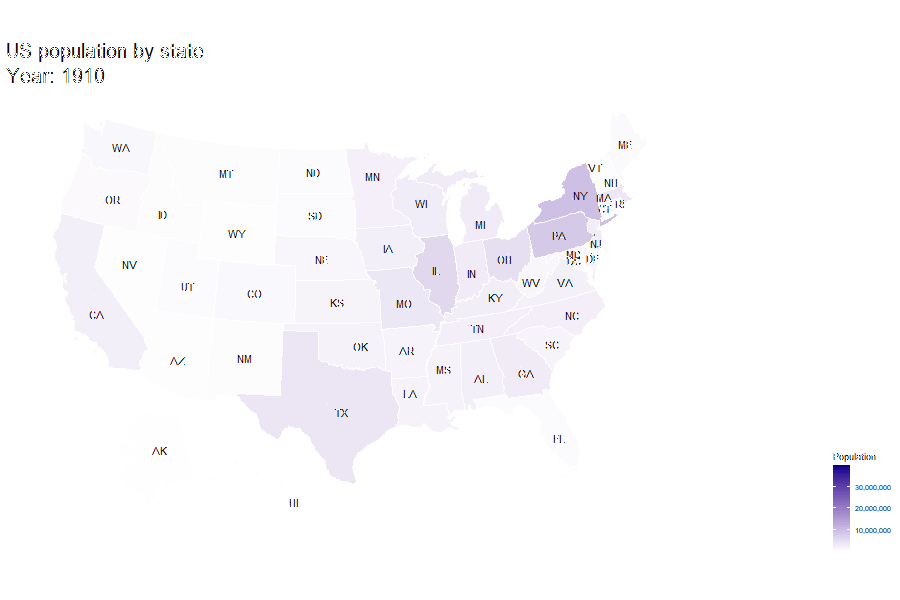 US population by state
Year: 1910
ME
WA
VT
MT
ND
MN
NH
OR
NY
MA
WI
RI
CT
ID
SD
MI
WY
PA
NJ
IA
OH
MD
DE
NE
NV
IL
IN
DC
UT
WV
VA
CO
KY
KS
MO
CA
NC
TN
OK
SC
AR
AZ
NM
MS
GA
AL
LA
TX
FL
AK
Population
30,000,000
HI
20,000,000
10,000,000